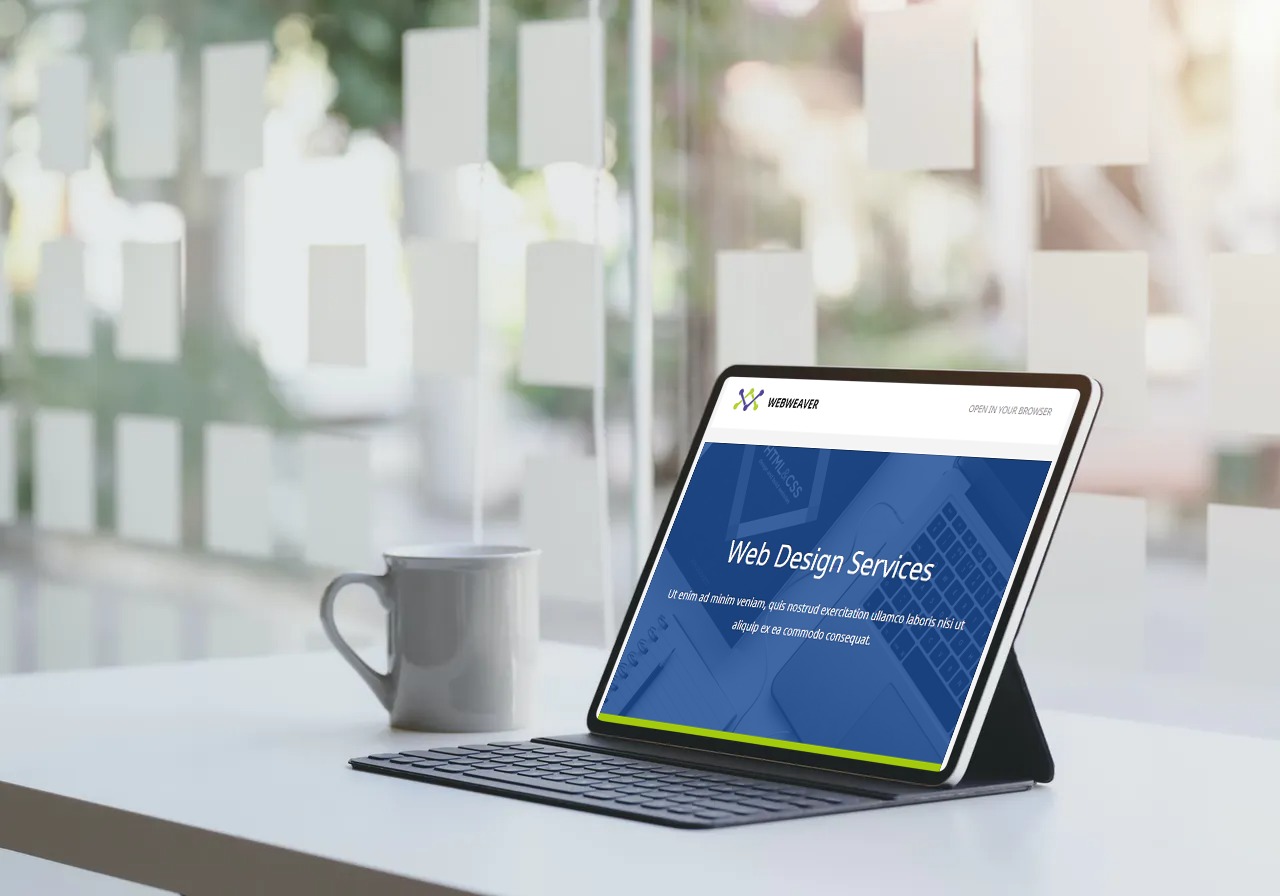 WEBWEAVER
OPEN IN YOUR BROWSER
HTML&CSS
Web Design Services
Ut enim ad minim veniam, quis nostrud exercitation ullamco laboris nisi ut
aliquip ex ea commodo consequat.